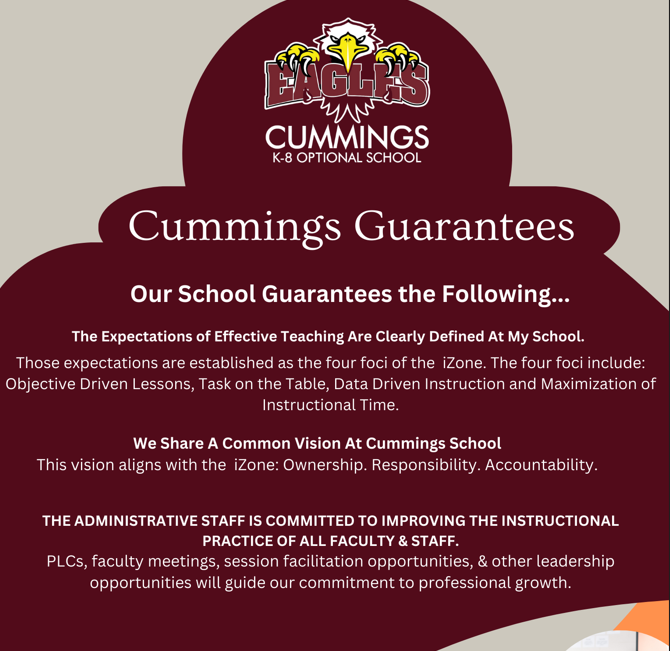 EAGLES
CUMMINGS
K-8 OPTIONAL SCHOOL
Cummings Guarantees
Our School Guarantees the Following...
The Expectations of Effective Teaching Are Clearly Defined At My School.
Those expectations are established as the four foci of the iZone. The four foci include:
Objective Driven Lessons, Task on the Table, Data Driven Instruction and Maximization of
Instructional Time.
We Share A Common Vision At Cummings School
This vision aligns with the iZone: Ownership. Responsibility. Accountability.
THE ADMINISTRATIVE STAFF IS COMMITTED TO IMPROVING THE INSTRUCTIONAL
PRACTICE OF ALL FACULTY & STAFF.
PLCs, faculty meetings, session facilitation opportunities, & other leadership
opportunities will guide our commitment to professional growth.